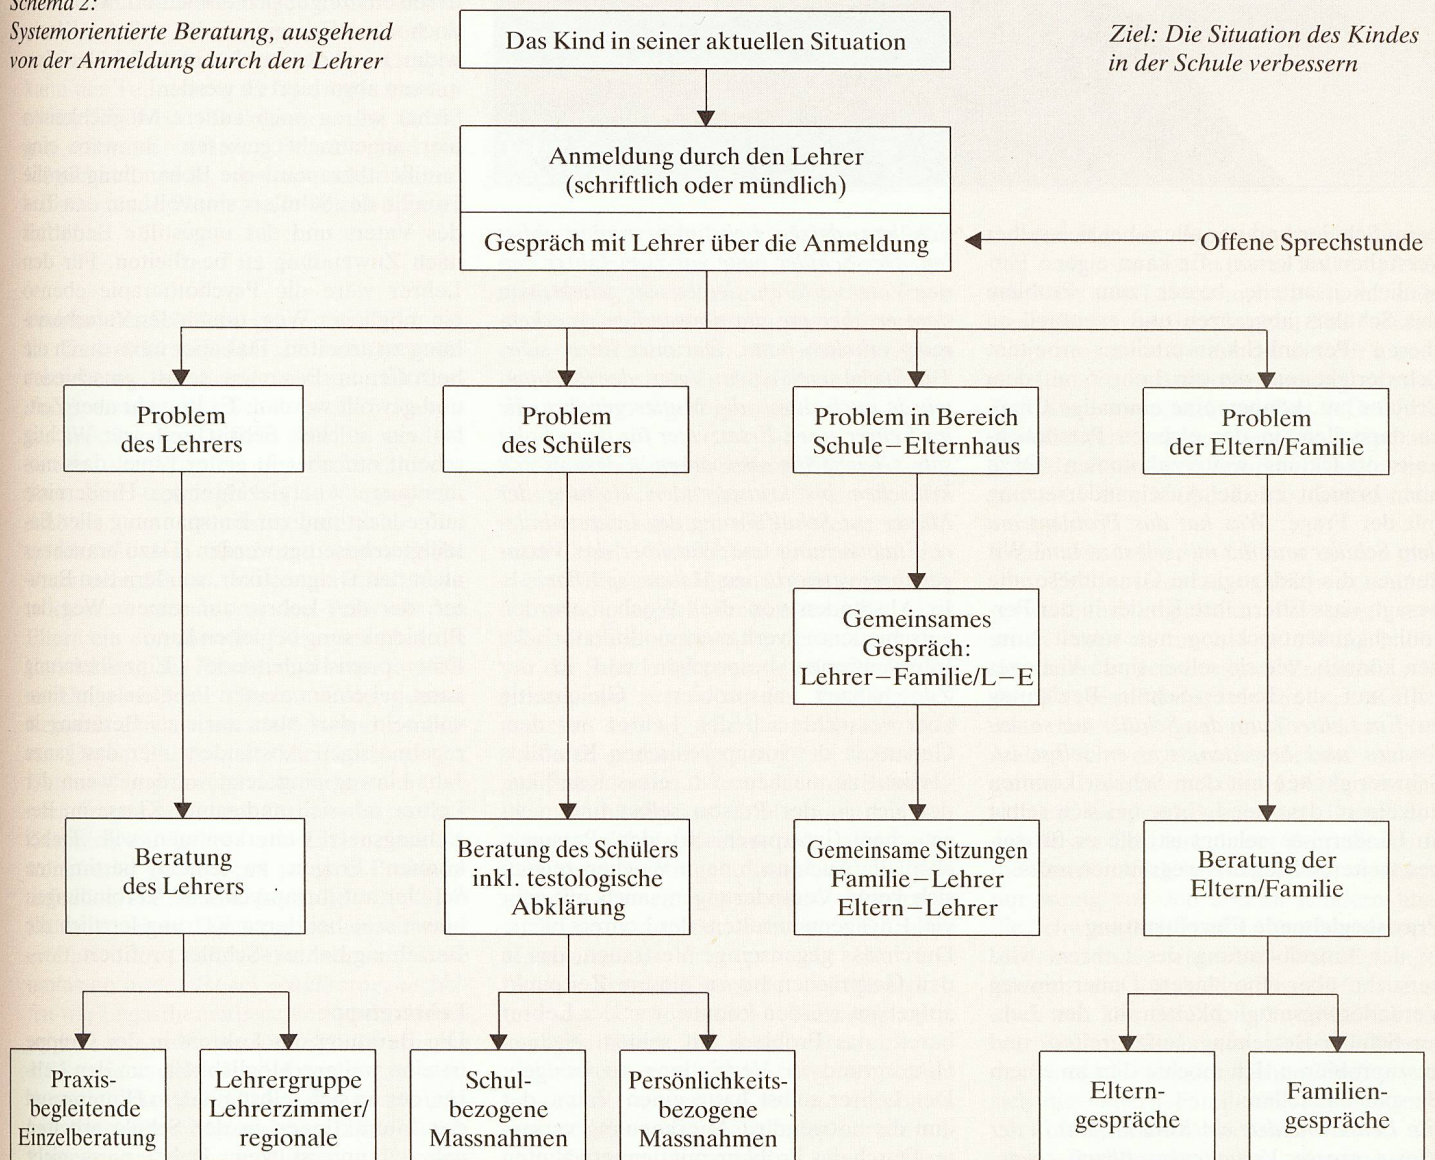 Schema 2:
Systemorientierte Beratung, ausgehend
von der Anmeldung durch den Lehrer
Das Kind in seiner aktuellen Situation
Ziel: Die Situation des Kindes
in der Schule verbessern
Anmeldung durch den Lehrer
(schriftlich oder mündlich)
Gespräch mit Lehrer über die Anmeldung
Offene Sprechstunde
Problem
des Lehrers
Problem
des Schülers
Problem in Bereich
Schule–Elternhaus
Problem
der Eltern/Familie
Gemeinsames
Gespräch:
Lehrer–Familie/L–E
Beratung
des Lehrers
Beratung des Schülers
inkl. testologische
Abklärung
Gemeinsame Sitzungen
Familie–Lehrer
Eltern–Lehrer
Beratung der
Eltern/Familie
Praxis-
begleitende
Einzelberatung
Lehrergruppe
Lehrerzimmer/
regionale
Schul-
bezogene
Massnahmen
Persönlichkeits-
bezogene
Massnahmen
Eltern-
gespräche
Familien-
gespräche